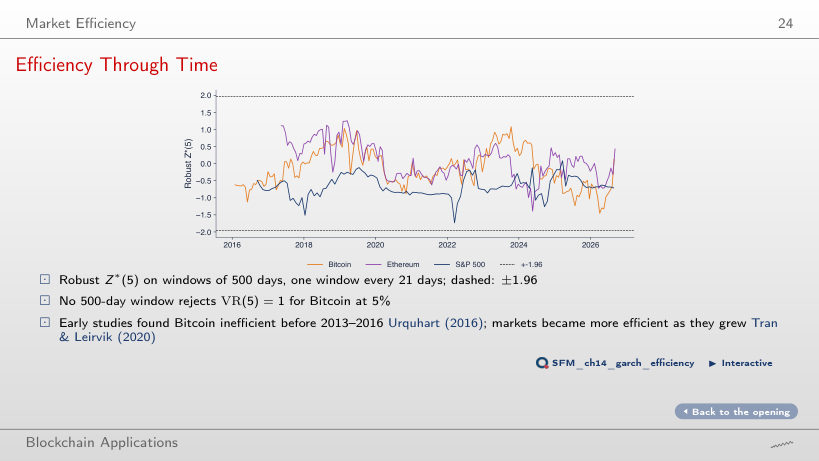 Market Efficiency
24
Efficiency Through Time
Robust Z*(5)
2.0
1.5
1.0
0.5
0.0
−0.5
−1.0
−1.5
−2.0
2016 2018 2020 2022 2024 2026
Bitcoin Ethereum S&P 500 +-1.96
Robust Z*(5) on windows of 500 days, one window every 21 days; dashed: ±1.96
No 500-day window rejects VR(5) = 1 for Bitcoin at 5%
Early studies found Bitcoin inefficient before 2013–2016 Urquhart (2016); markets became more efficient as they grew Tran
& Leirvik (2020)
SFM_ch14_garch_efficiency ▶ Interactive
Back to the opening
Blockchain Applications